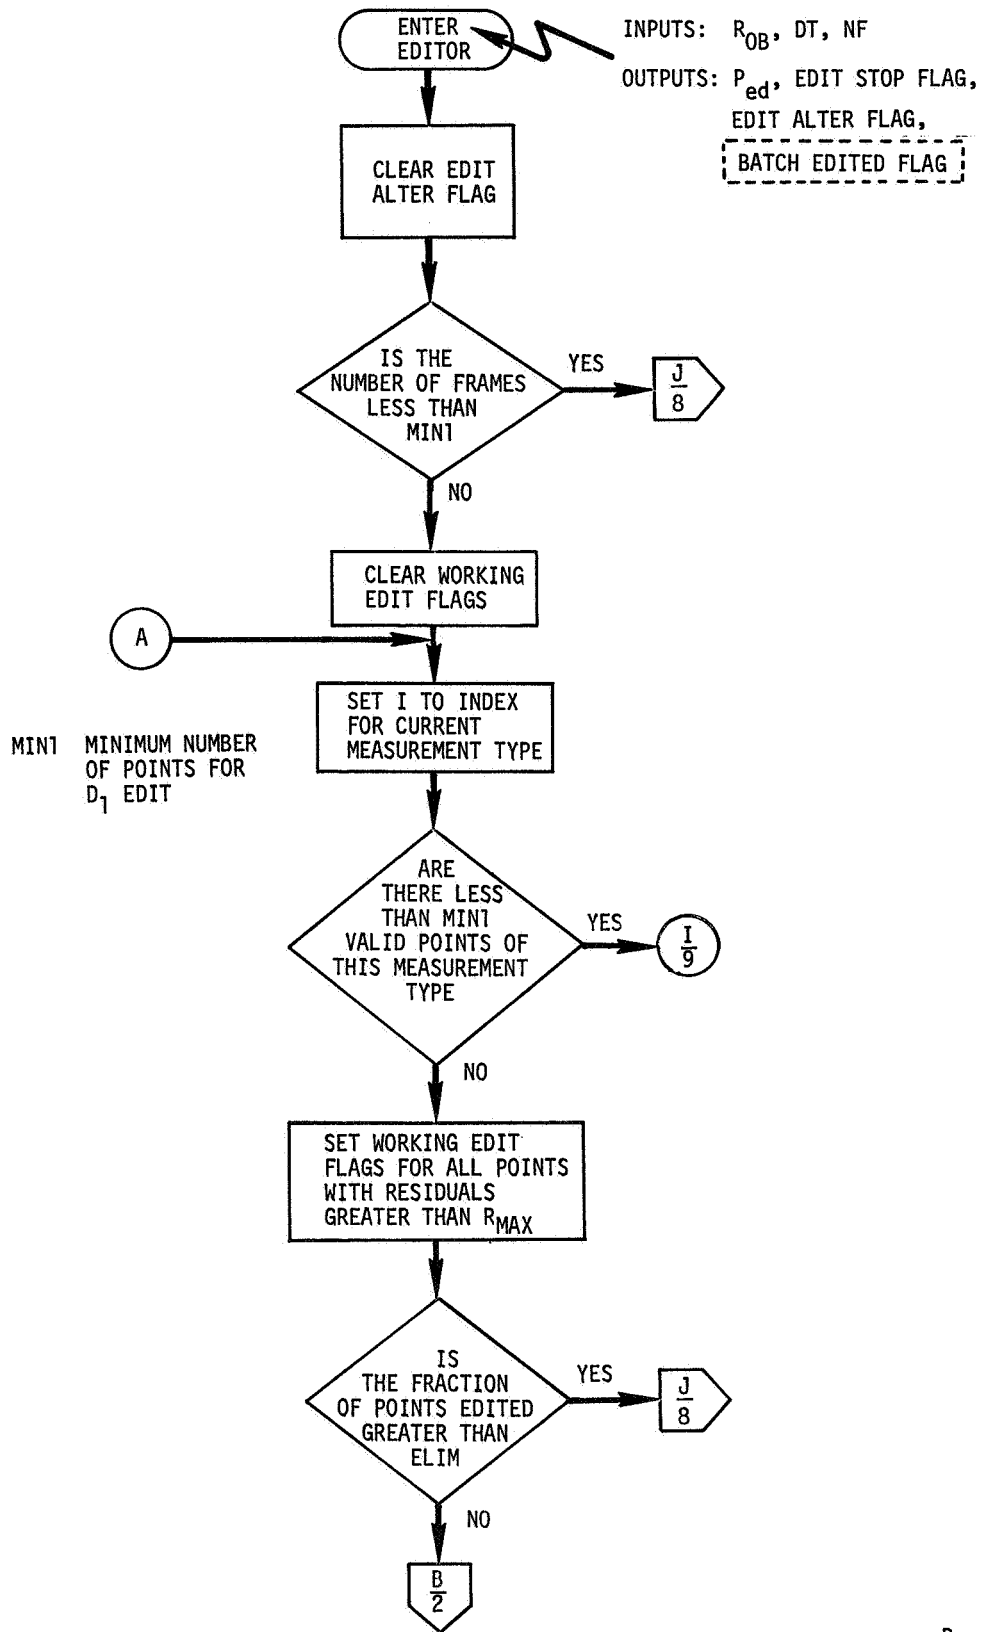 ENTER
EDITOR
INPUTS: R_OB, DT, NF
OUTPUTS: P_ed, EDIT STOP FLAG,
EDIT ALTER FLAG,
BATCH EDITED FLAG
CLEAR EDIT
ALTER FLAG
IS THE
NUMBER OF FRAMES
LESS THAN
MIN1
YES
J
8
NO
CLEAR WORKING
EDIT FLAGS
A
SET I TO INDEX
FOR CURRENT
MEASUREMENT TYPE
MIN1 MINIMUM NUMBER
OF POINTS FOR
D_1 EDIT
ARE
THERE LESS
THAN MIN1
VALID POINTS OF
THIS MEASUREMENT
TYPE
YES
I
9
NO
SET WORKING EDIT
FLAGS FOR ALL POINTS
WITH RESIDUALS
GREATER THAN R_MAX
IS
THE FRACTION
OF POINTS EDITED
GREATER THAN
ELIM
YES
J
8
NO
B
2